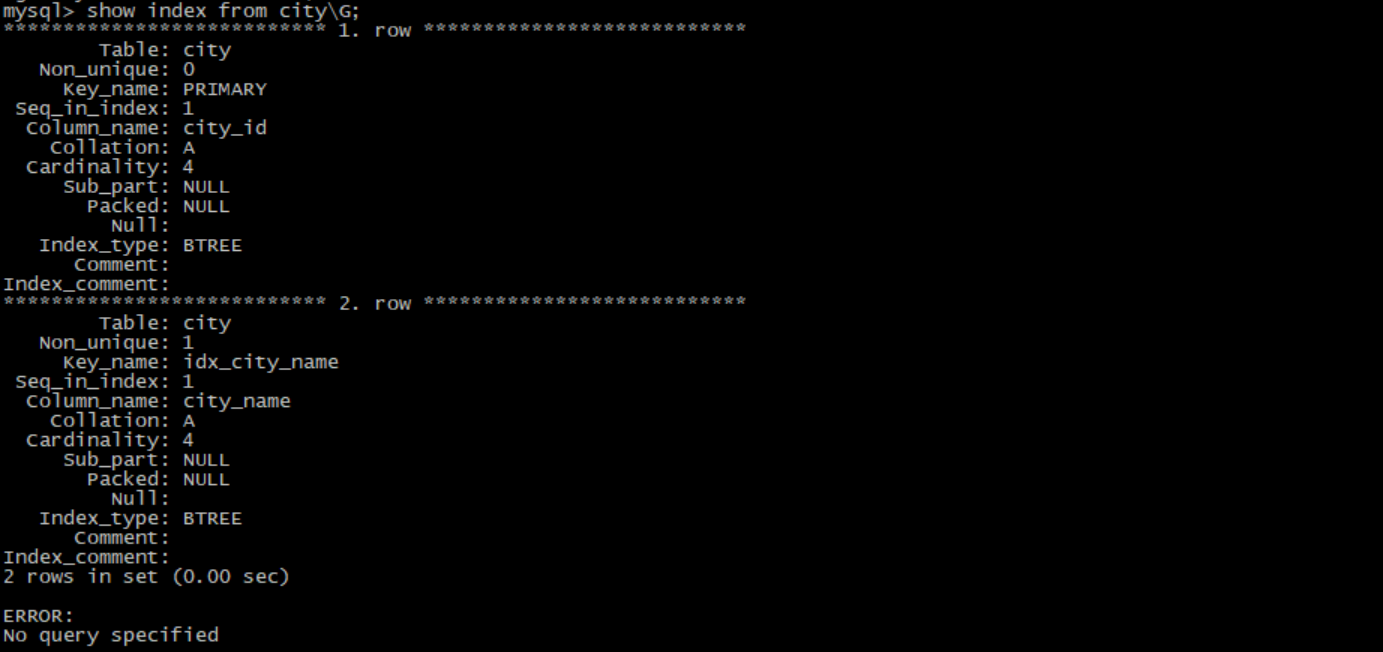 mysql> show index from city\G;
*************************** 1. row ***************************
Table: city
Non_unique: 0
Key_name: PRIMARY
Seq_in_index: 1
Column_name: city_id
Collation: A
Cardinality: 4
Sub_part: NULL
Packed: NULL
Null:
Index_type: BTREE
Comment:
Index_comment:
*************************** 2. row ***************************
Table: city
Non_unique: 1
Key_name: idx_city_name
Seq_in_index: 1
Column_name: city_name
Collation: A
Cardinality: 4
Sub_part: NULL
Packed: NULL
Null:
Index_type: BTREE
Comment:
Index_comment:
2 rows in set (0.00 sec)
ERROR:
No query specified